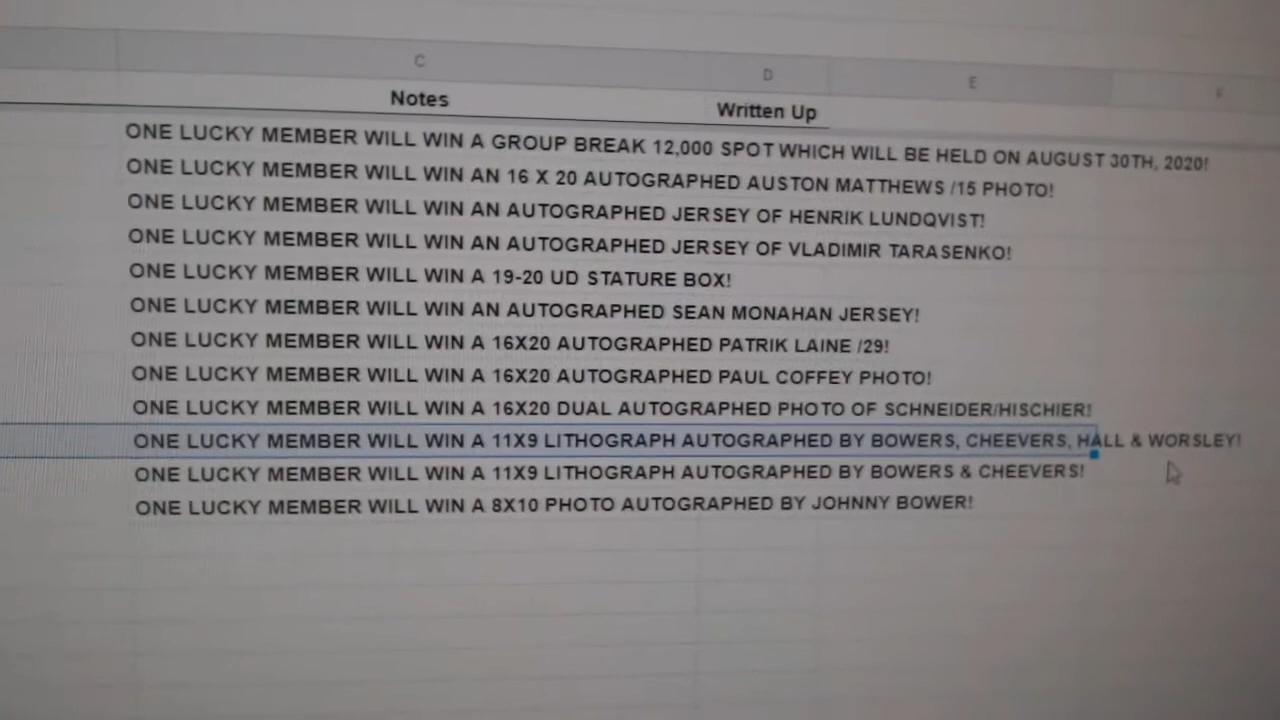 C D E F
Notes Written Up
ONE LUCKY MEMBER WILL WIN A GROUP BREAK 12,000 SPOT WHICH WILL BE HELD ON AUGUST 30TH, 2020!
ONE LUCKY MEMBER WILL WIN AN 16 X 20 AUTOGRAPHED AUSTON MATTHEWS /15 PHOTO!
ONE LUCKY MEMBER WILL WIN AN AUTOGRAPHED JERSEY OF HENRIK LUNDQVIST!
ONE LUCKY MEMBER WILL WIN AN AUTOGRAPHED JERSEY OF VLADIMIR TARASENKO!
ONE LUCKY MEMBER WILL WIN A 19-20 UD STATURE BOX!
ONE LUCKY MEMBER WILL WIN AN AUTOGRAPHED SEAN MONAHAN JERSEY!
ONE LUCKY MEMBER WILL WIN A 16X20 AUTOGRAPHED PATRIK LAINE /29!
ONE LUCKY MEMBER WILL WIN A 16X20 AUTOGRAPHED PAUL COFFEY PHOTO!
ONE LUCKY MEMBER WILL WIN A 16X20 DUAL AUTOGRAPHED PHOTO OF SCHNEIDER/HISCHIER!
ONE LUCKY MEMBER WILL WIN A 11X9 LITHOGRAPH AUTOGRAPHED BY BOWERS, CHEEVERS, HALL & WORSLEY!
ONE LUCKY MEMBER WILL WIN A 11X9 LITHOGRAPH AUTOGRAPHED BY BOWERS & CHEEVERS!
ONE LUCKY MEMBER WILL WIN A 8X10 PHOTO AUTOGRAPHED BY JOHNNY BOWER!